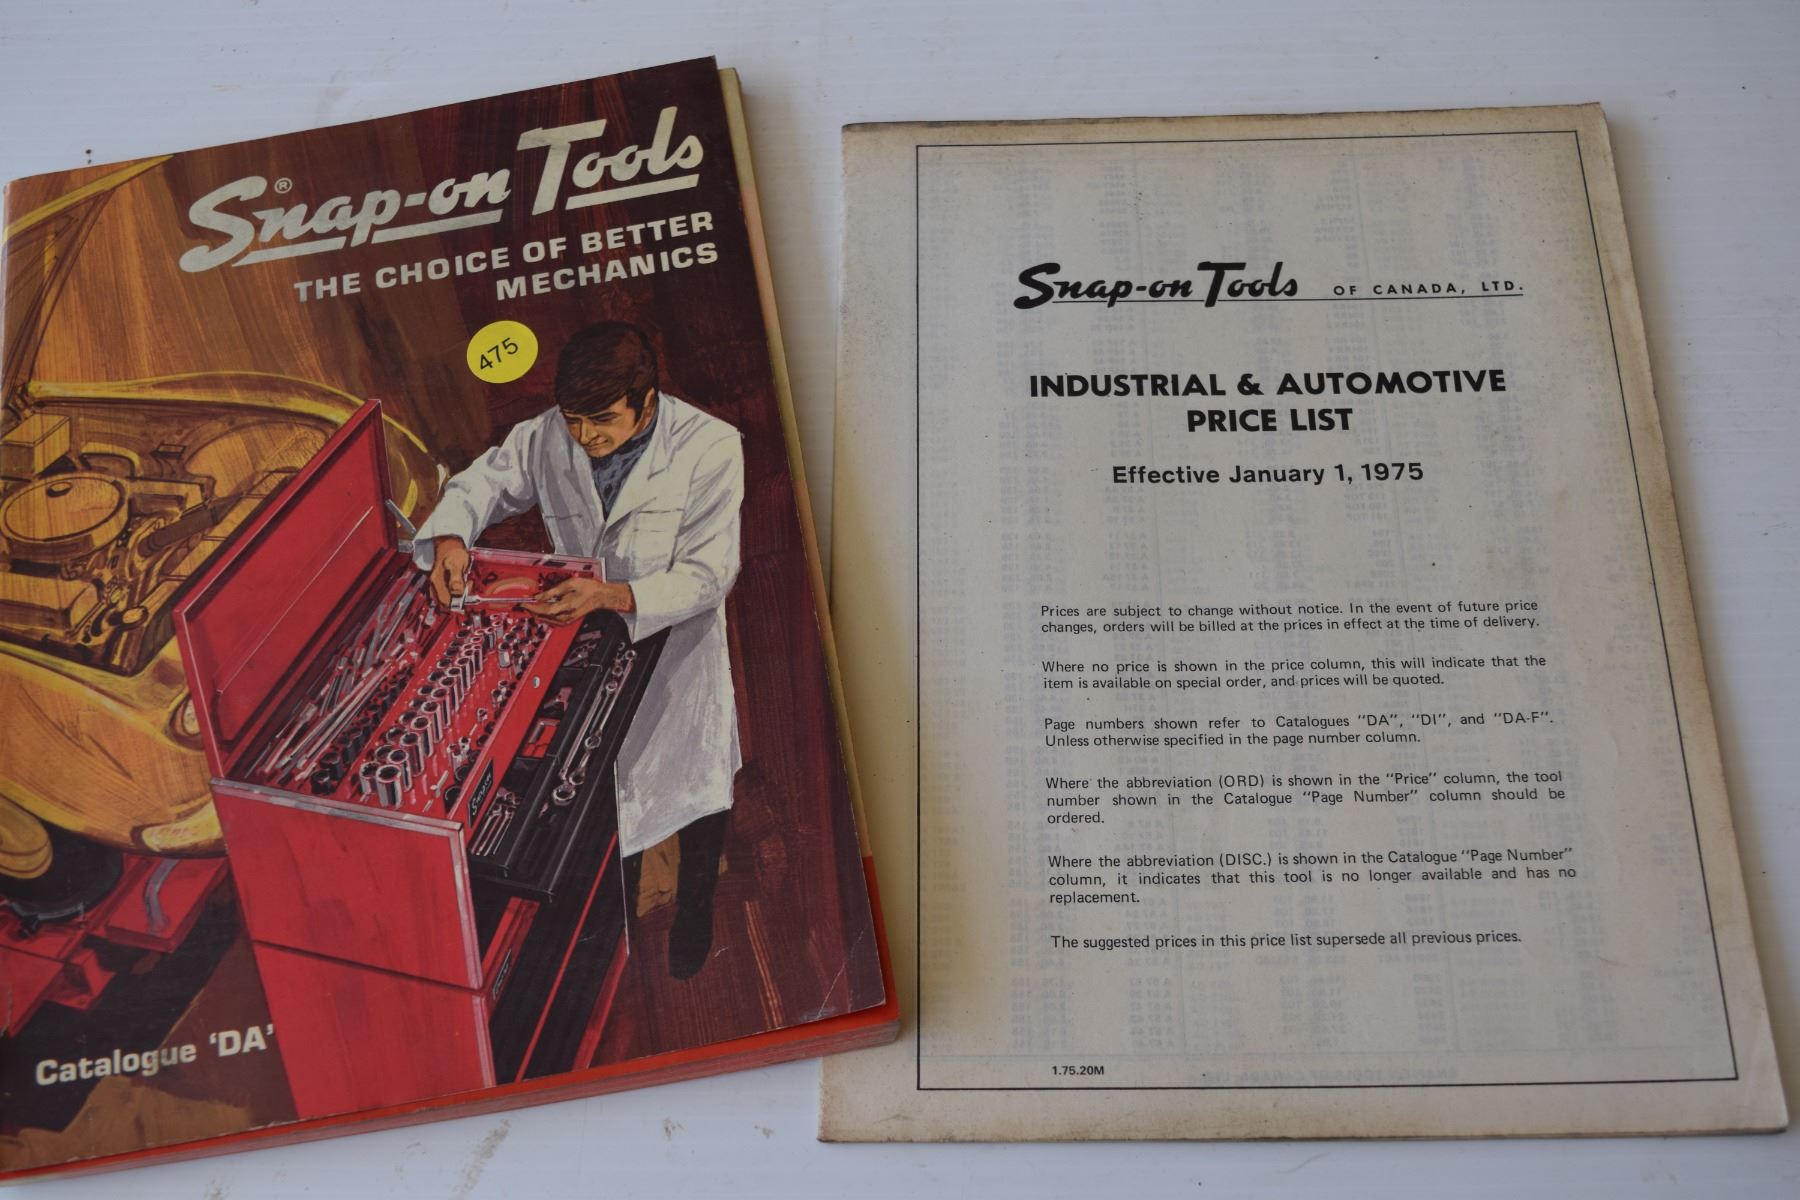 Snap-on Tools ®
THE CHOICE OF BETTER
MECHANICS
475
Snap-on
Catalogue 'DA'
Snap-on Tools OF CANADA, LTD.
INDUSTRIAL & AUTOMOTIVE
PRICE LIST
Effective January 1, 1975
Prices are subject to change without notice. In the event of future price
changes, orders will be billed at the prices in effect at the time of delivery.
Where no price is shown in the price column, this will indicate that the
item is available on special order, and prices will be quoted.
Page numbers shown refer to Catalogues "DA", "DI", and "DA-F".
Unless otherwise specified in the page number column.
Where the abbreviation (ORD) is shown in the "Price" column, the tool
number shown in the Catalogue "Page Number" column should be
ordered.
Where the abbreviation (DISC.) is shown in the Catalogue "Page Number"
column, it indicates that this tool is no longer available and has no
replacement.
The suggested prices in this price list supersede all previous prices.
1.75.20M